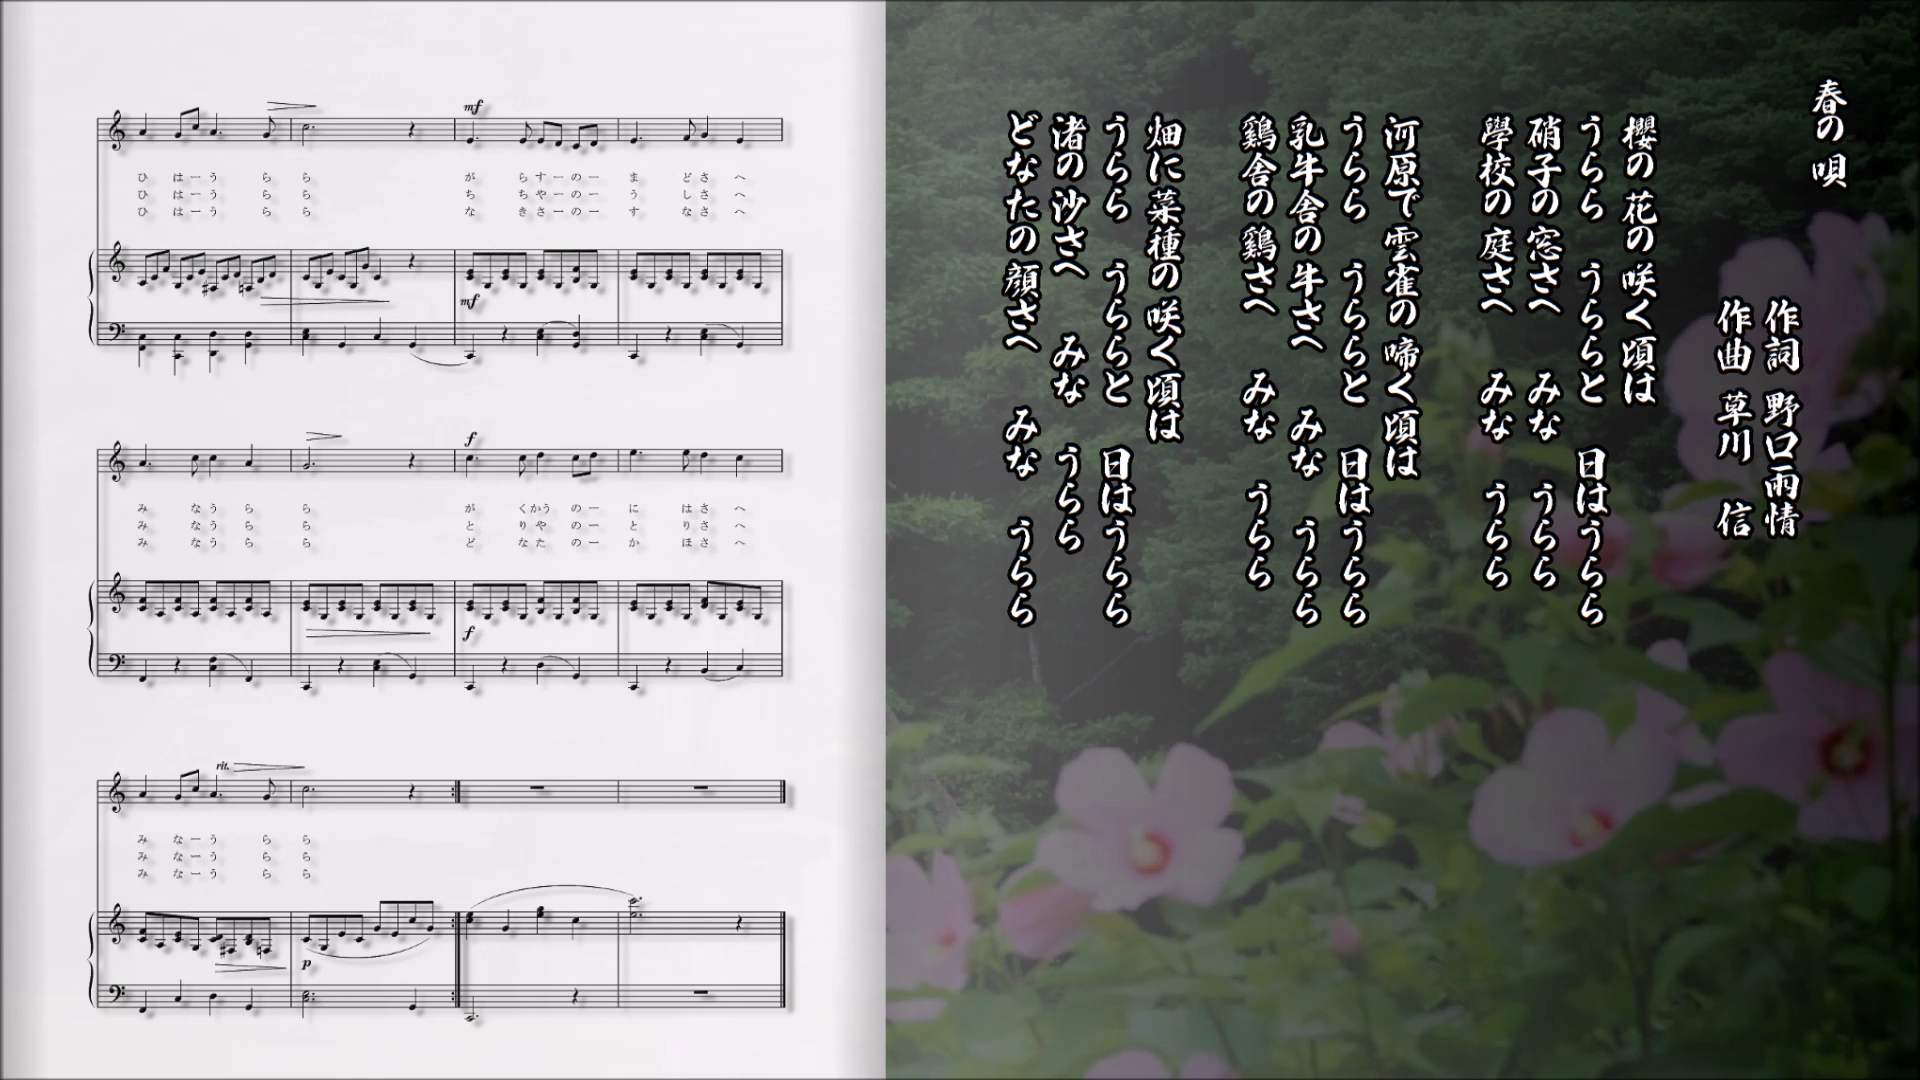 春の唄
作詞 野口雨情
作曲 草川 信
櫻の花の咲く頃は
うらら うららと 日はうらら
硝子の窓さへ みな うらら
學校の庭さへ みな うらら
河原で雲雀の啼く頃は
うらら うららと 日はうらら
乳牛舎の牛さへ みな うらら
鷄舎の鷄さへ みな うらら
畑に菜種の咲く頃は
うらら うららと 日はうらら
渚の沙さへ みな うらら
どなたの顔さへ みな うらら
mf
ひ はーう ら ら が らすーのー ま どさ へ
ひ はーう ら ら ち ちやーのー う しさ へ
ひ はーう ら ら な きさーのー す なさ へ
mf
f
み なう ら ら が くかう のー に はさ へ
み なう ら ら と りや のー と りさ へ
み なう ら ら ど なた のー か ほさ へ
f
rit.
み なーう ら ら
み なーう ら ら
み なーう ら ら
p